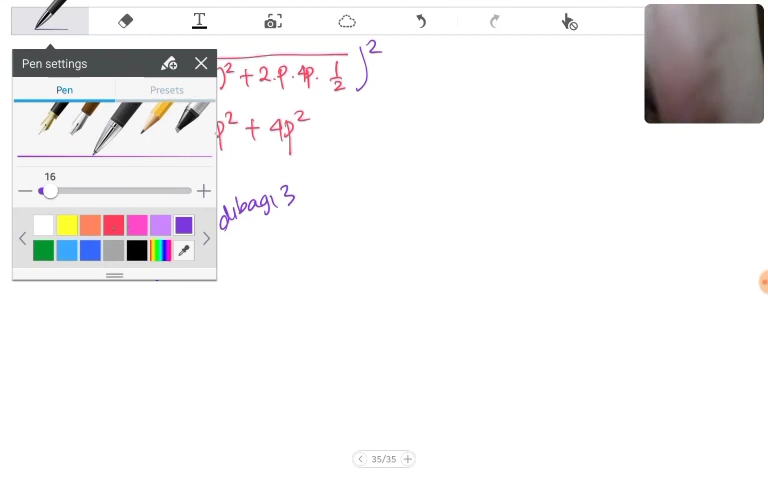 T
Pen settings
Pen Presets
16
)² + 2.p.4p. 1/2 )²
p² + 4p²
dibagi 3
35/35